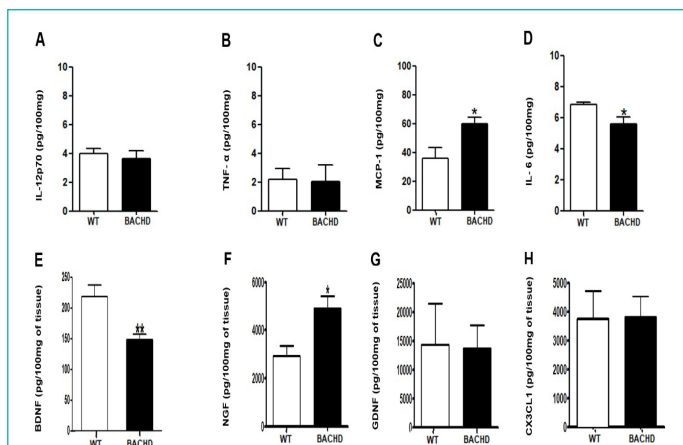 A
IL-12p70 (pg/100mg)
10
8
6
4
2
0
WT BACHD
B
TNF- α (pg/100mg)
10
8
6
4
2
0
WT BACHD
C
MCP-1 (pg/100mg)
100
80
60
40
20
0
*
WT BACHD
D
IL- 6 (pg/100mg)
10
8
6
4
2
0
*
WT BACHD
E
BDNF (pg/100mg of tissue)
250
200
150
100
50
0
**
WT BACHD
F
NGF (pg/100mg of tissue)
6000
4000
2000
0
*
WT BACHD
G
GDNF (pg/100mg of tissue)
25000
20000
15000
10000
5000
0
WT BACHD
H
CX3CL1 (pg/100mg of tissue)
5000
4000
3000
2000
1000
0
WT BACHD